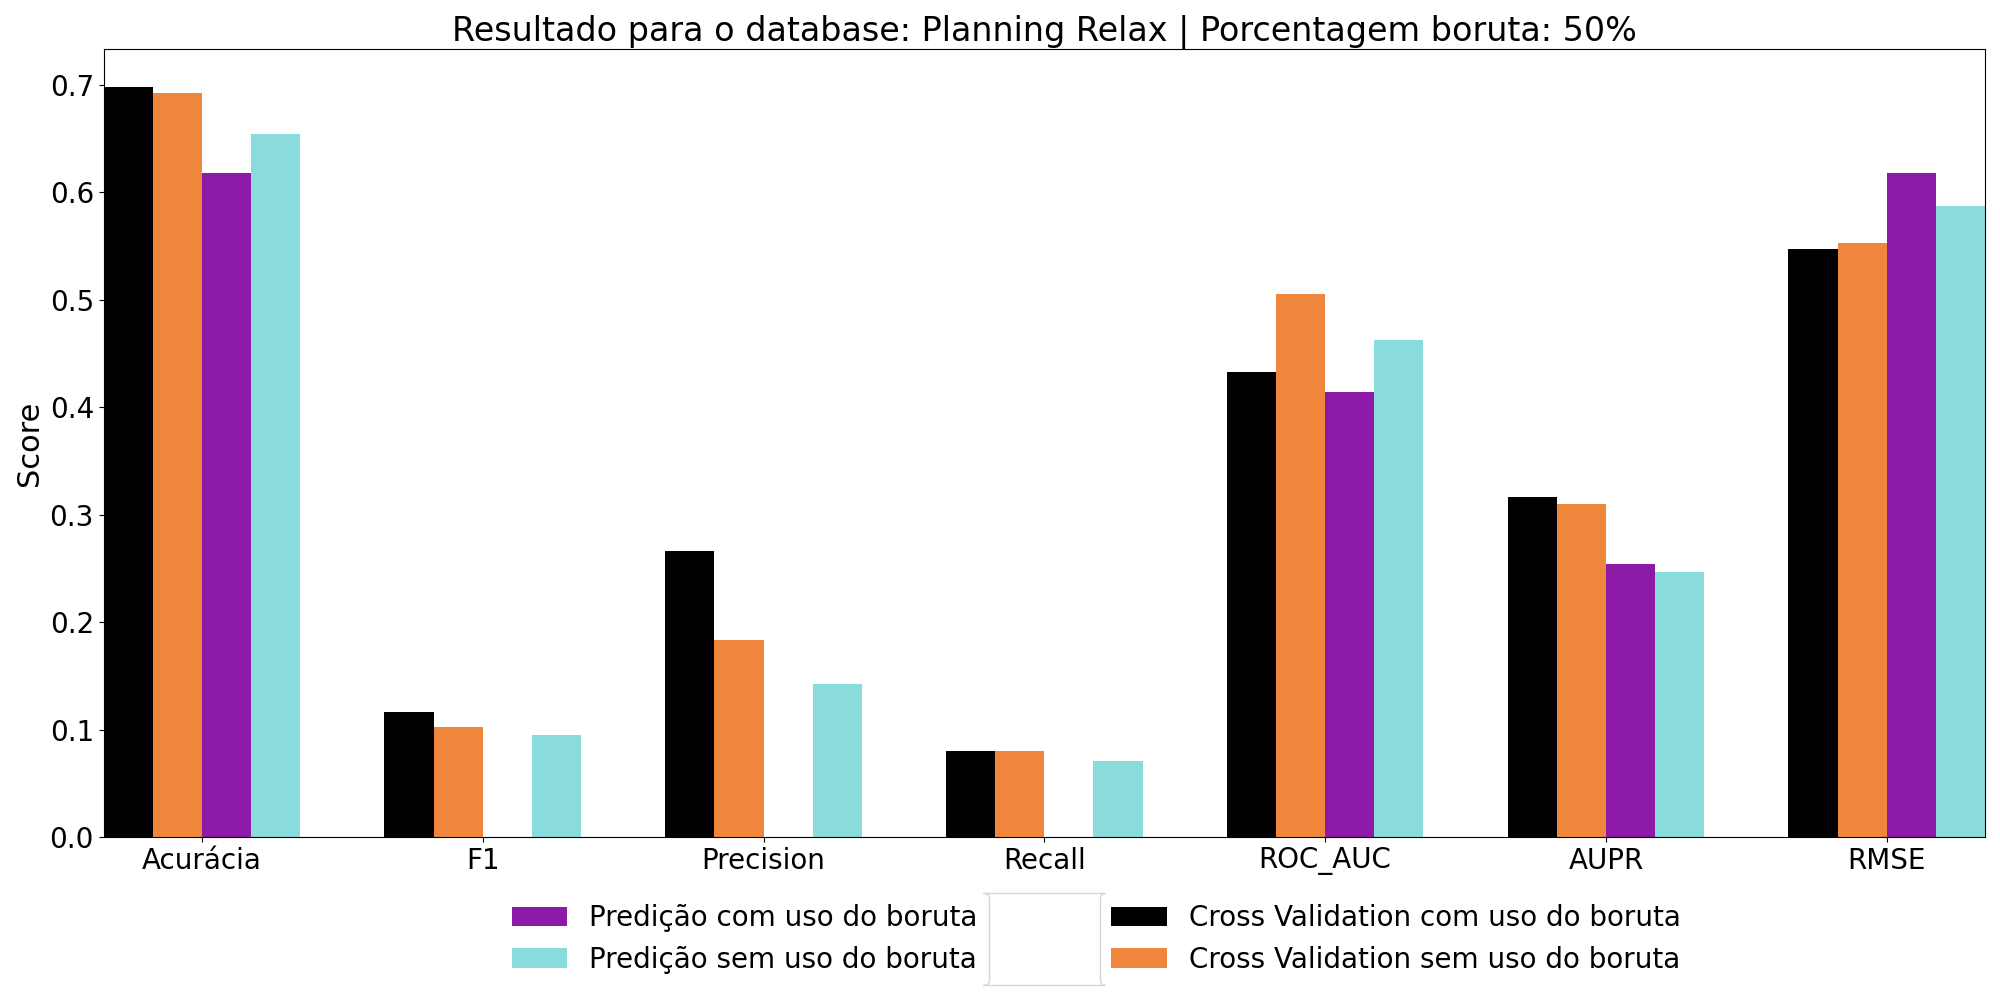 Resultado para o database: Planning Relax | Porcentagem boruta: 50%
Score
0.7
0.6
0.5
0.4
0.3
0.2
0.1
0.0
Acurácia
F1
Precision
Recall
ROC_AUC
AUPR
RMSE
Predição com uso do boruta
Predição sem uso do boruta
Cross Validation com uso do boruta
Cross Validation sem uso do boruta